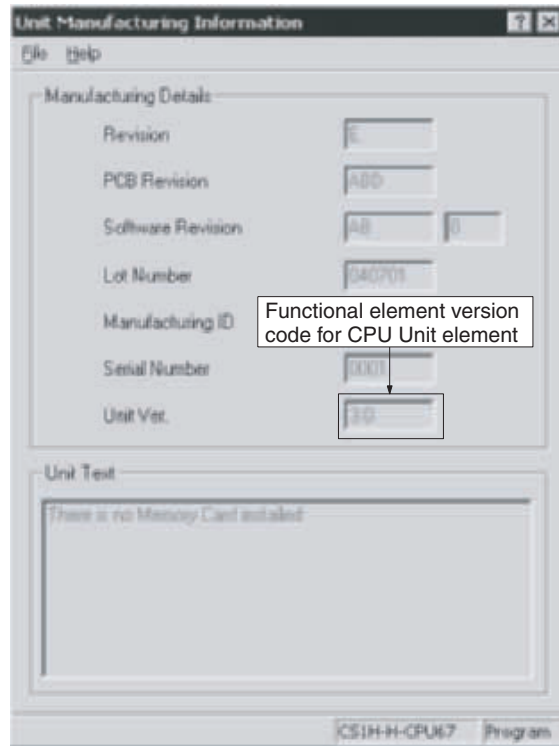 Unit Manufacturing Information
File Help
Manufacturing Details
Revision E
PCB Revision ABD
Software Revision AB
Lot Number 040701
Manufacturing ID
Functional element version
code for CPU Unit element
Serial Number 0001
Unit Ver. 3.0
Unit Text
There is no Memory Card installed
CS1H-H-CPU67 Program